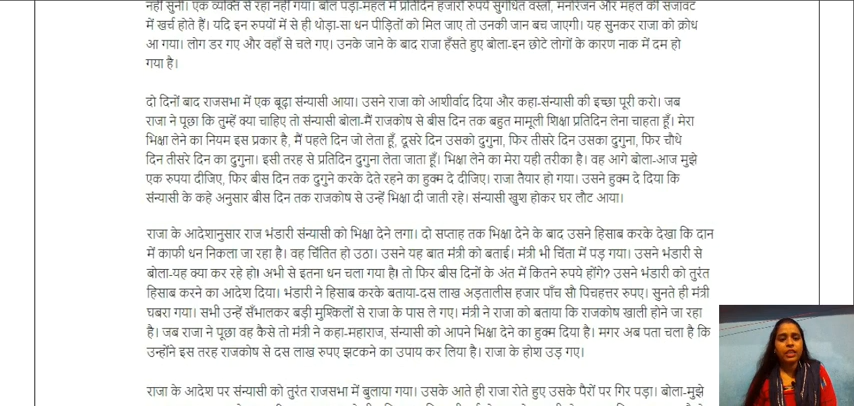 नहीं सुनी। एक व्यक्ति से रहा नहीं गया। बोल पड़ा-महल में प्रतिदिन हजारों रुपये सुगंधित वस्तों, मनोरंजन और महल की सजावट
में खर्च होते हैं। यदि इन रुपयों में से ही थोड़ा-सा धन पीड़ितों को मिल जाए तो उनकी जान बच जाएगी। यह सुनकर राजा को क्रोध
आ गया। लोग डर गए और वहाँ से चले गए। उनके जाने के बाद राजा हँसते हुए बोला-इन छोटे लोगों के कारण नाक में दम हो
गया है।
दो दिनों बाद राजसभा में एक बूढ़ा संन्यासी आया। उसने राजा को आशीर्वाद दिया और कहा-संन्यासी की इच्छा पूरी करो। जब
राजा ने पूछा कि तुम्हें क्या चाहिए तो संन्यासी बोला-मैं राजकोष से बीस दिन तक बहुत मामूली शिक्षा प्रतिदिन लेना चाहता हूँ। मेरा
भिक्षा लेने का नियम इस प्रकार है, मैं पहले दिन जो लेता हूँ, दूसरे दिन उसको दुगुना, फिर तीसरे दिन उसका दुगुना, फिर चौथे
दिन तीसरे दिन का दुगुना। इसी तरह से प्रतिदिन दुगुना लेता जाता हूँ। भिक्षा लेने का मेरा यही तरीका है। वह आगे बोला-आज मुझे
एक रुपया दीजिए, फिर बीस दिन तक दुगुने करके देते रहने का हुक्म दे दीजिए। राजा तैयार हो गया। उसने हुक्म दे दिया कि
संन्यासी के कहे अनुसार बीस दिन तक राजकोष से उन्हें भिक्षा दी जाती रहे। संन्यासी खुश होकर घर लौट आया।
राजा के आदेशानुसार राज भंडारी संन्यासी को भिक्षा देने लगा। दो सप्ताह तक भिक्षा देने के बाद उसने हिसाब करके देखा कि दान
में काफी धन निकला जा रहा है। वह चिंतित हो उठा। उसने यह बात मंत्री को बताई। मंत्री भी चिंता में पड़ गया। उसने भंडारी से
बोला-यह क्या कर रहे हो! अभी से इतना धन चला गया है! तो फिर बीस दिनों के अंत में कितने रुपये होंगे? उसने भंडारी को तुरंत
हिसाब करने का आदेश दिया। भंडारी ने हिसाब करके बताया-दस लाख अड़तालीस हजार पाँच सौ पिचहत्तर रुपए। सुनते ही मंत्री
घबरा गया। सभी उन्हें सँभालकर बड़ी मुश्किलों से राजा के पास ले गए। मंत्री ने राजा को बताया कि राजकोष खाली होने जा रहा
है। जब राजा ने पूछा वह कैसे तो मंत्री ने कहा-महाराज, संन्यासी को आपने भिक्षा देने का हुक्म दिया है। मगर अब पता चला है कि
उन्होंने इस तरह राजकोष से दस लाख रुपए झटकने का उपाय कर लिया है। राजा के होश उड़ गए।
राजा के आदेश पर संन्यासी को तुरंत राजसभा में बुलाया गया। उसके आते ही राजा रोते हुए उसके पैरों पर गिर पड़ा। बोला-मुझे